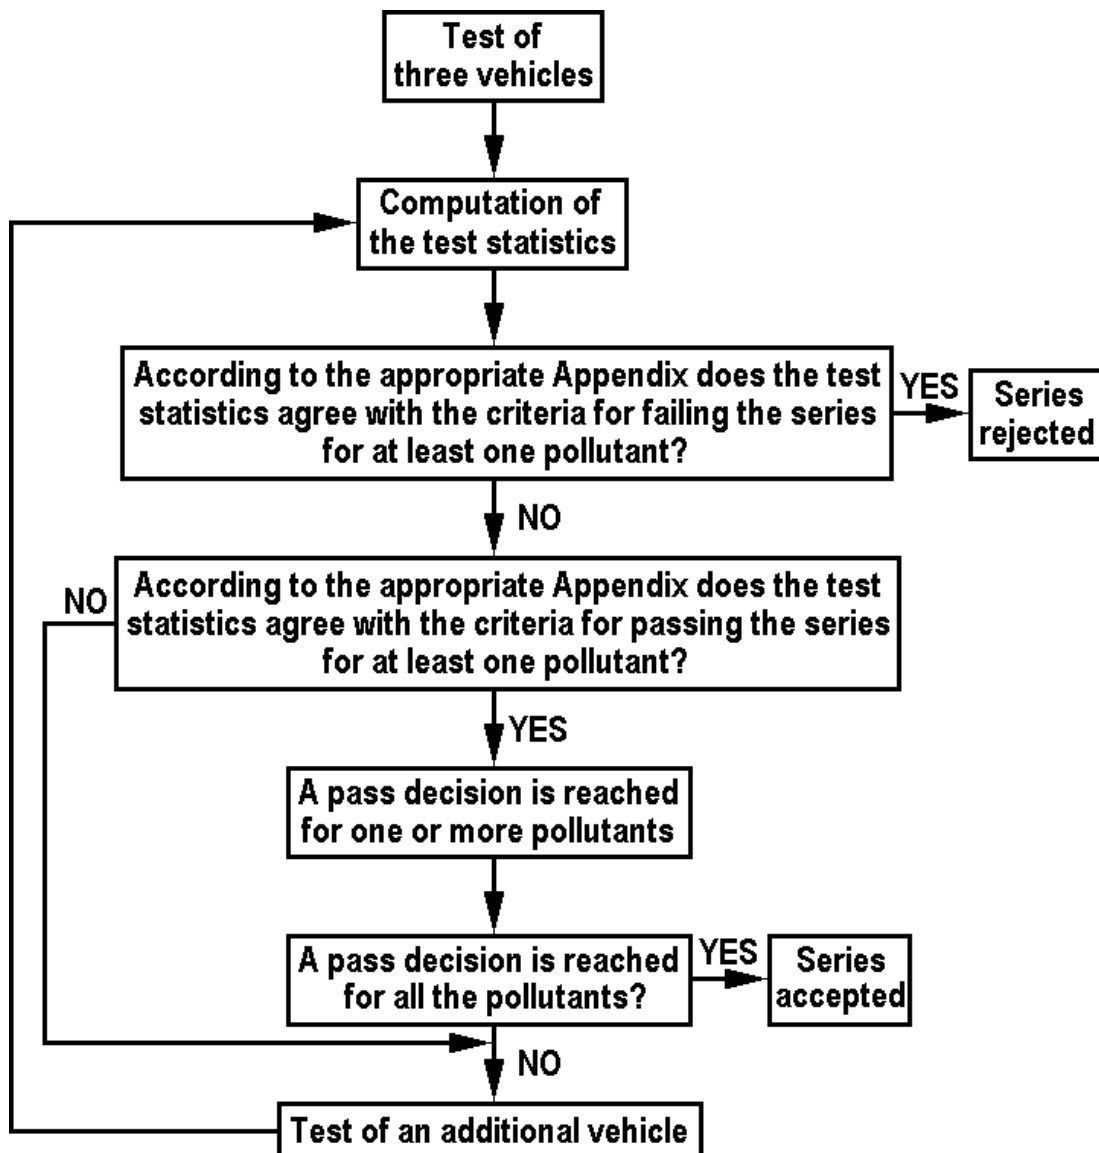 Test of
three vehicles
Computation of
the test statistics
According to the appropriate Appendix does the test
statistics agree with the criteria for failing the series
for at least one pollutant?
YES
Series
rejected
NO
According to the appropriate Appendix does the test
statistics agree with the criteria for passing the series
for at least one pollutant?
NO
YES
A pass decision is reached
for one or more pollutants
A pass decision is reached
for all the pollutants?
YES
Series
accepted
NO
Test of an additional vehicle